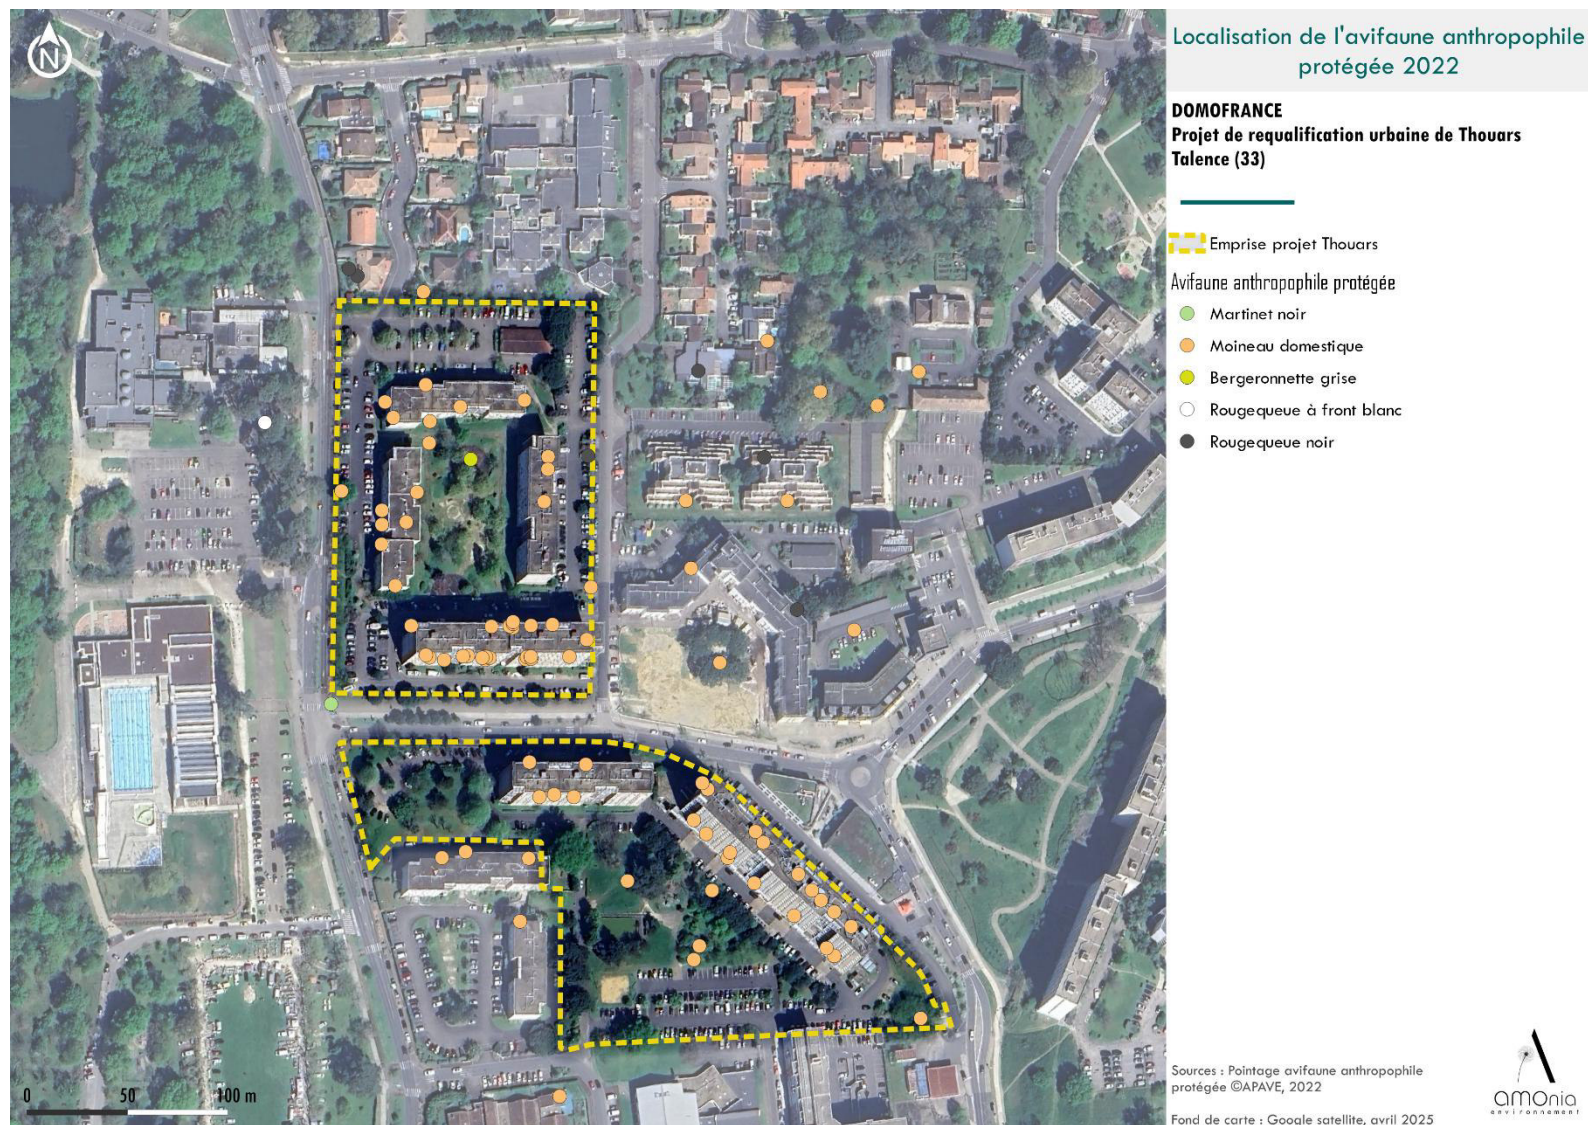 N
Localisation de l'avifaune anthropophile
protégée 2022
DOMOFRANCE
Projet de requalification urbaine de Thouars
Talence (33)
Emprise projet Thouars
Avifaune anthropophile protégée
Martinet noir
Moineau domestique
Bergeronnette grise
Rougequeue à front blanc
Rougequeue noir
0 50 100 m
Sources : Pointage avifaune anthropophile
protégée ©APAVE, 2022
Fond de carte : Google satellite, avril 2025
amonia
environnement